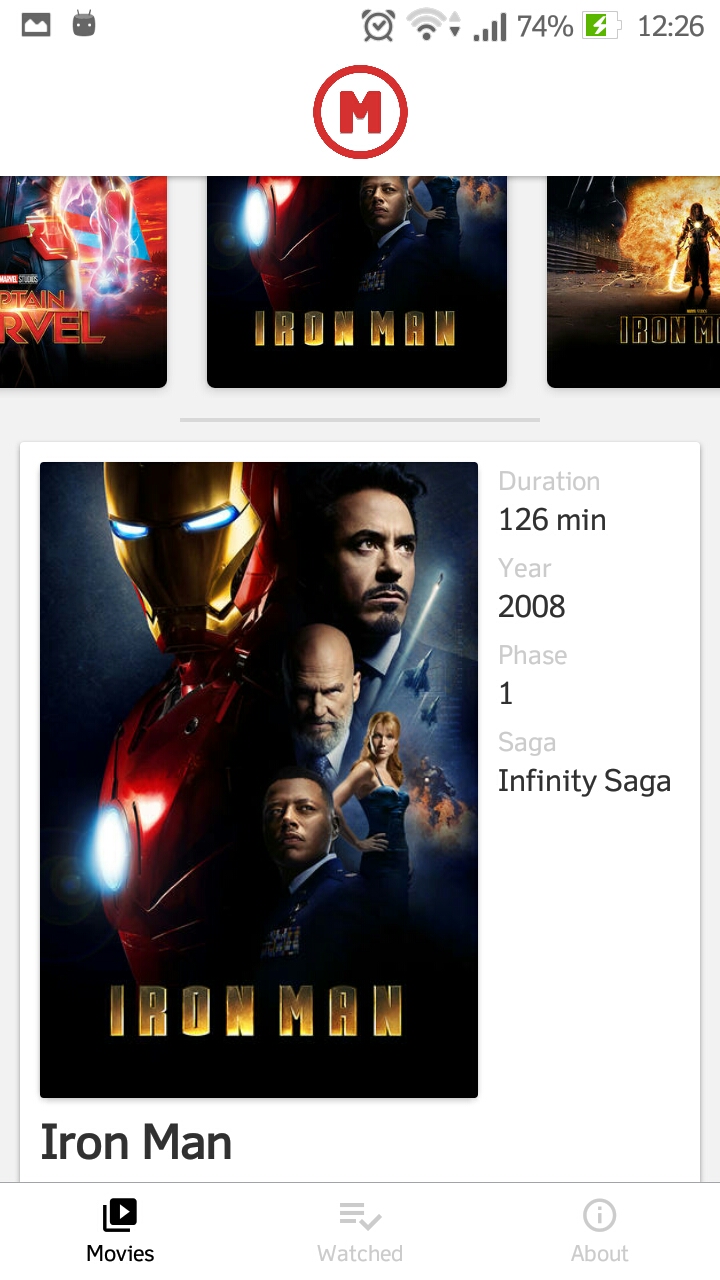 74% 12:26
M
MARVEL STUDIOS
PTAIN
RVEL
IRON MAN
IRON M
Duration
126 min
Year
2008
Phase
1
Saga
Infinity Saga
IRON MAN
Iron Man
Movies
Watched
About